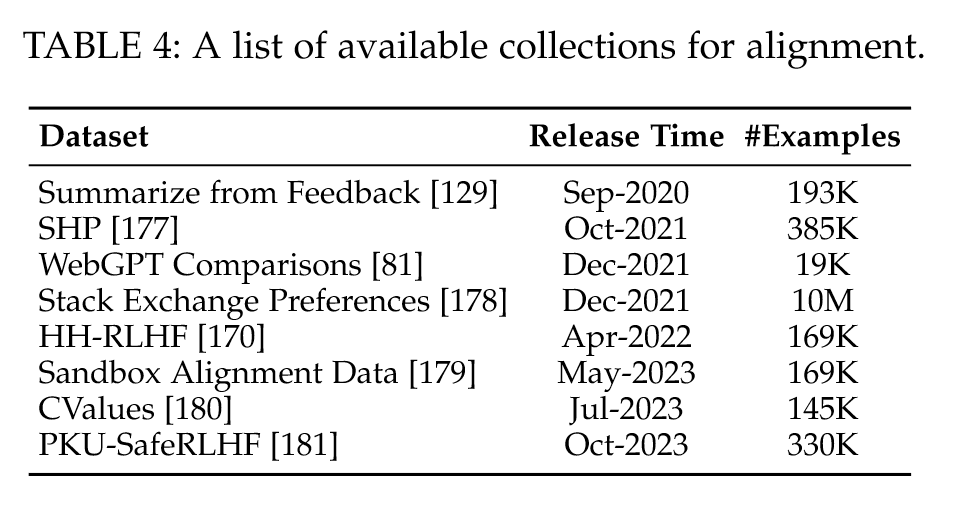 TABLE 4: A list of available collections for alignment.
Dataset Release Time #Examples
Summarize from Feedback [129] Sep-2020 193K
SHP [177] Oct-2021 385K
WebGPT Comparisons [81] Dec-2021 19K
Stack Exchange Preferences [178] Dec-2021 10M
HH-RLHF [170] Apr-2022 169K
Sandbox Alignment Data [179] May-2023 169K
CValues [180] Jul-2023 145K
PKU-SafeRLHF [181] Oct-2023 330K